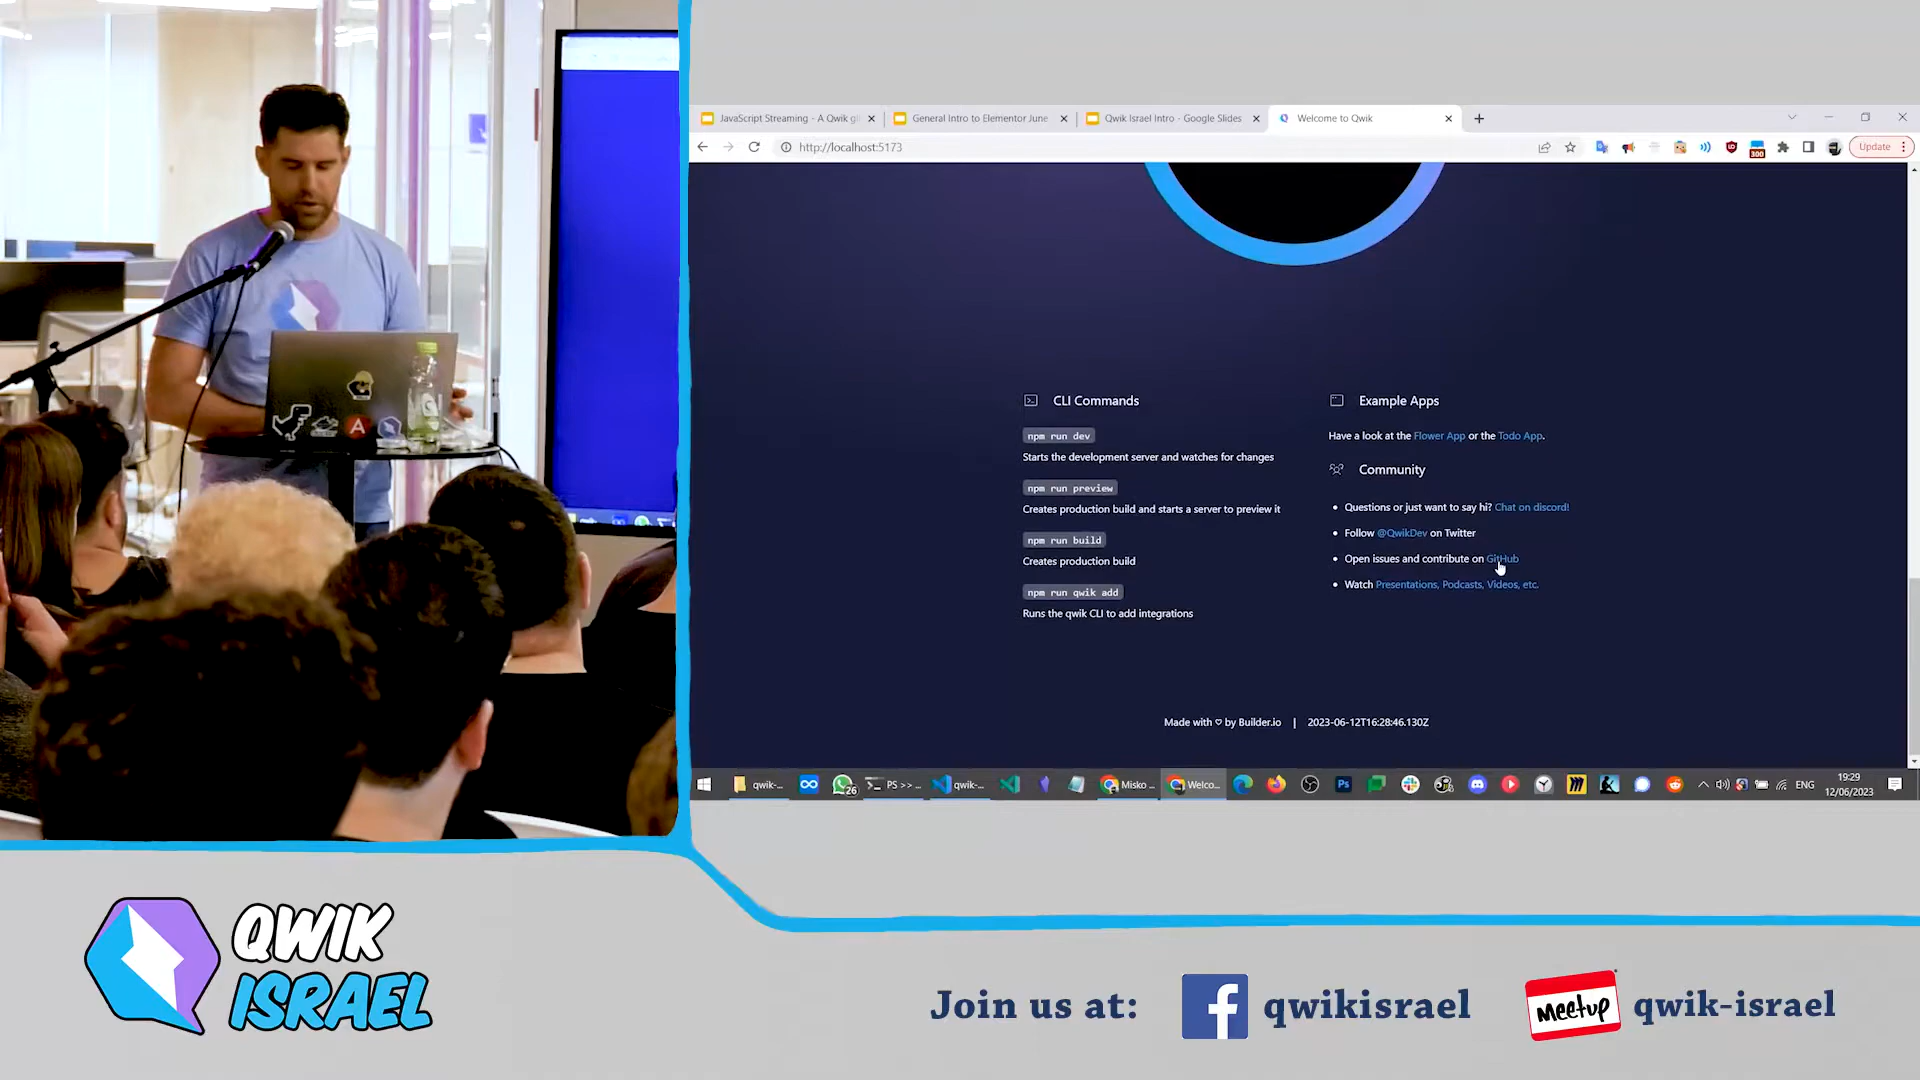 JavaScript Streaming - A Qwik gl
General Intro to Elementor June
Qwik Israel Intro - Google Slides
Welcome to Qwik
http://localhost:5173
300
Update
CLI Commands
npm run dev
Starts the development server and watches for changes
npm run preview
Creates production build and starts a server to preview it
npm run build
Creates production build
npm run qwik add
Runs the qwik CLI to add integrations
Example Apps
Have a look at the Flower App or the Todo App.
Community
Questions or just want to say hi? Chat on discord!
Follow @QwikDev on Twitter
Open issues and contribute on GitHub
Watch Presentations, Podcasts, Videos, etc.
Made with ♡ by Builder.io | 2023-06-12T16:28:46.130Z
qwik-...
26
PS >> ...
qwik-...
Misko ...
Welco...
Ps
ENG
19:29
12/06/2023
A
QWIK
ISRAEL
Join us at:
f
qwikisrael
Meetup
qwik-israel